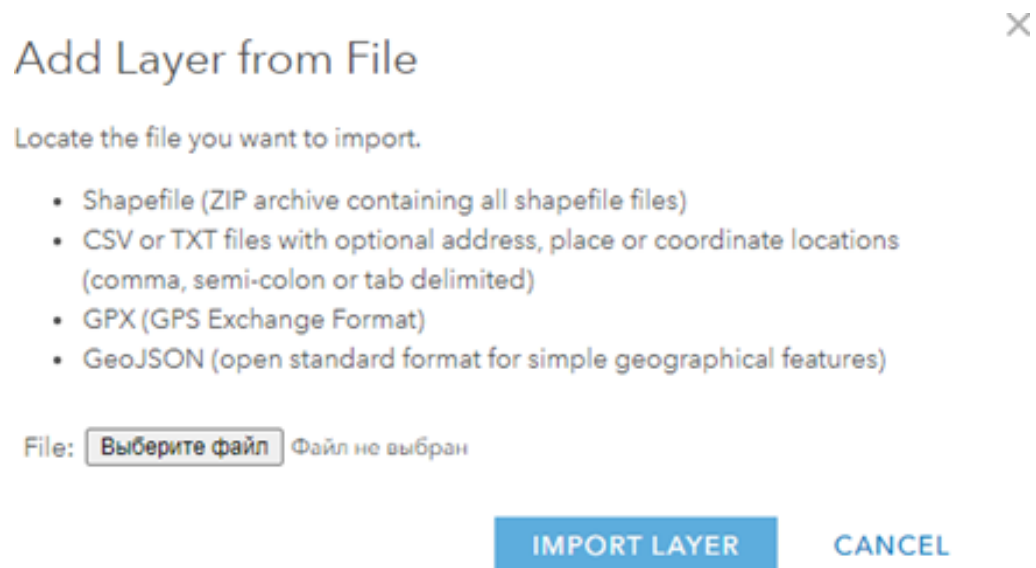 Add Layer from File
Locate the file you want to import.
• Shapefile (ZIP archive containing all shapefile files)
• CSV or TXT files with optional address, place or coordinate locations
(comma, semi-colon or tab delimited)
• GPX (GPS Exchange Format)
• GeoJSON (open standard format for simple geographical features)
File: Выберите файл Файл не выбран
IMPORT LAYER CANCEL